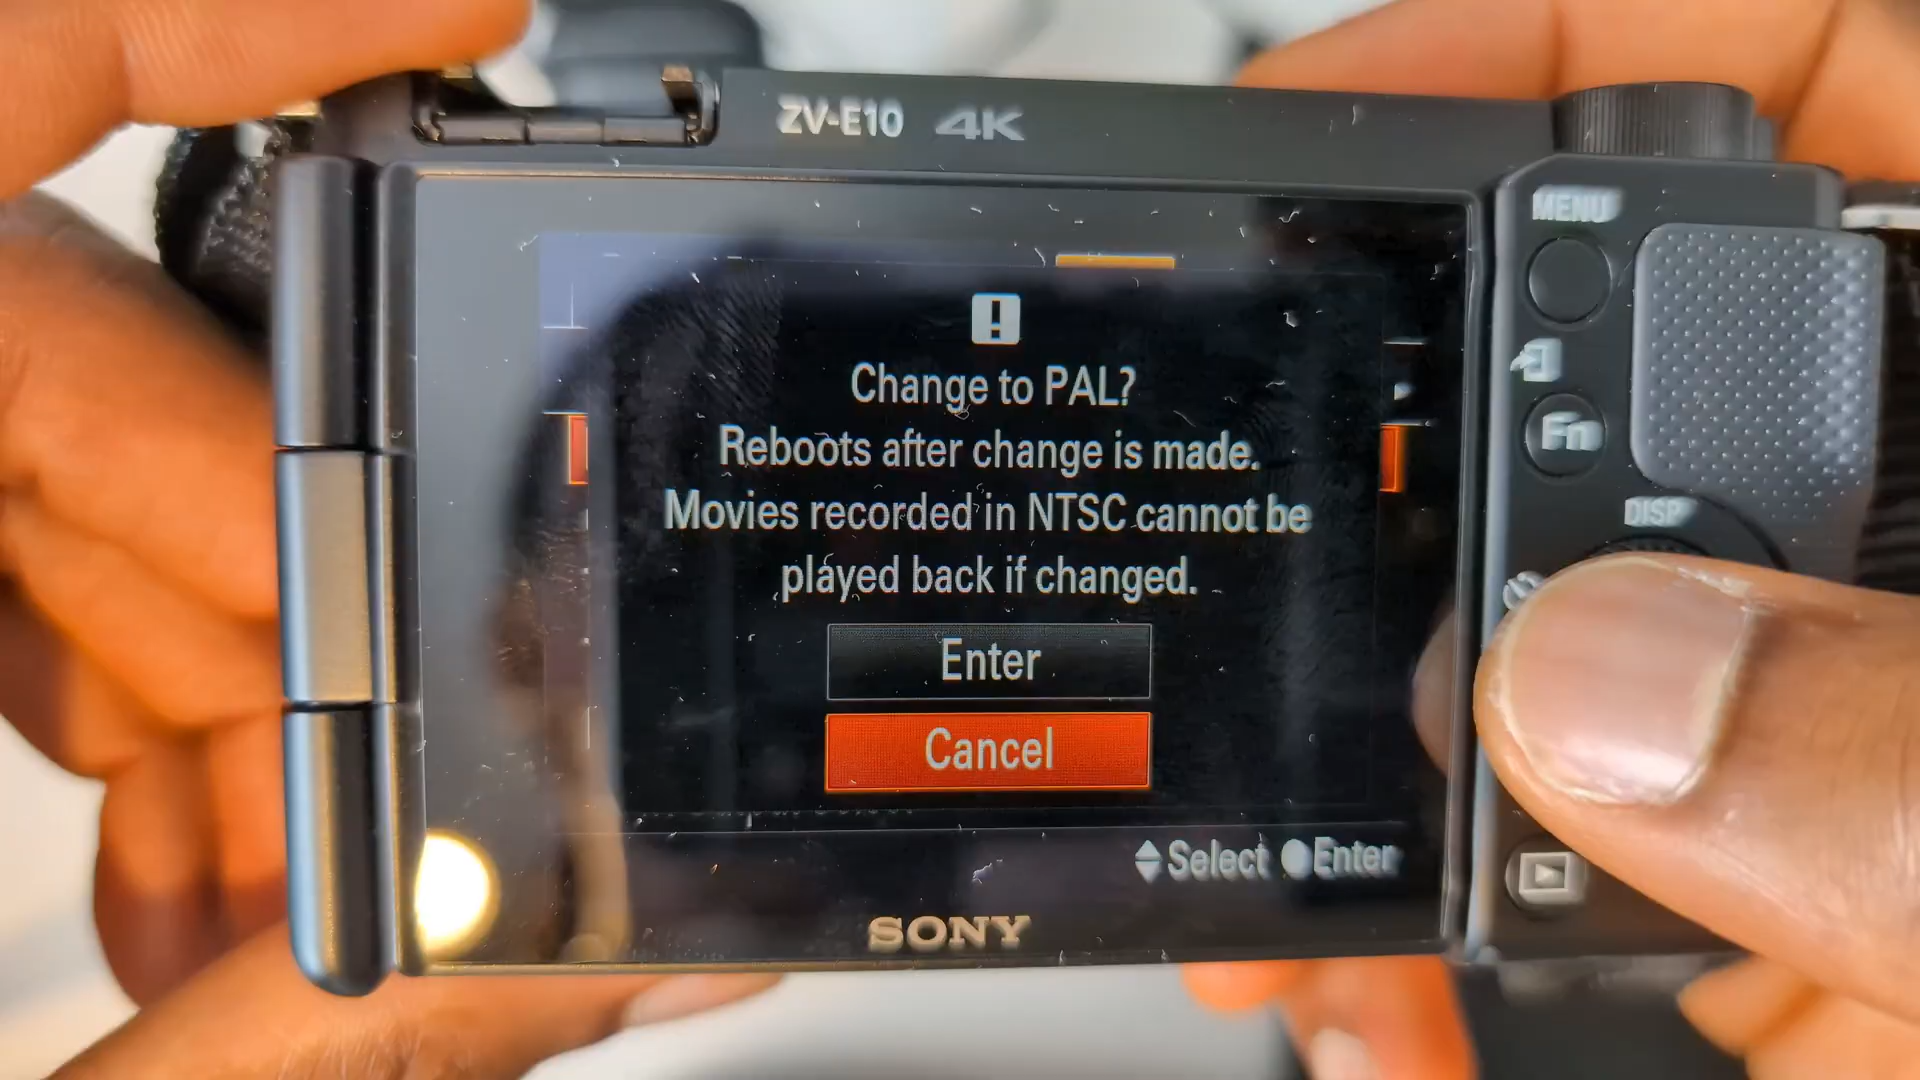 ZV-E10 4K
MENU
Change to PAL?
Reboots after change is made.
Movies recorded in NTSC cannot be
played back if changed.
Fn
DISP
Enter
Cancel
Select Enter
SONY